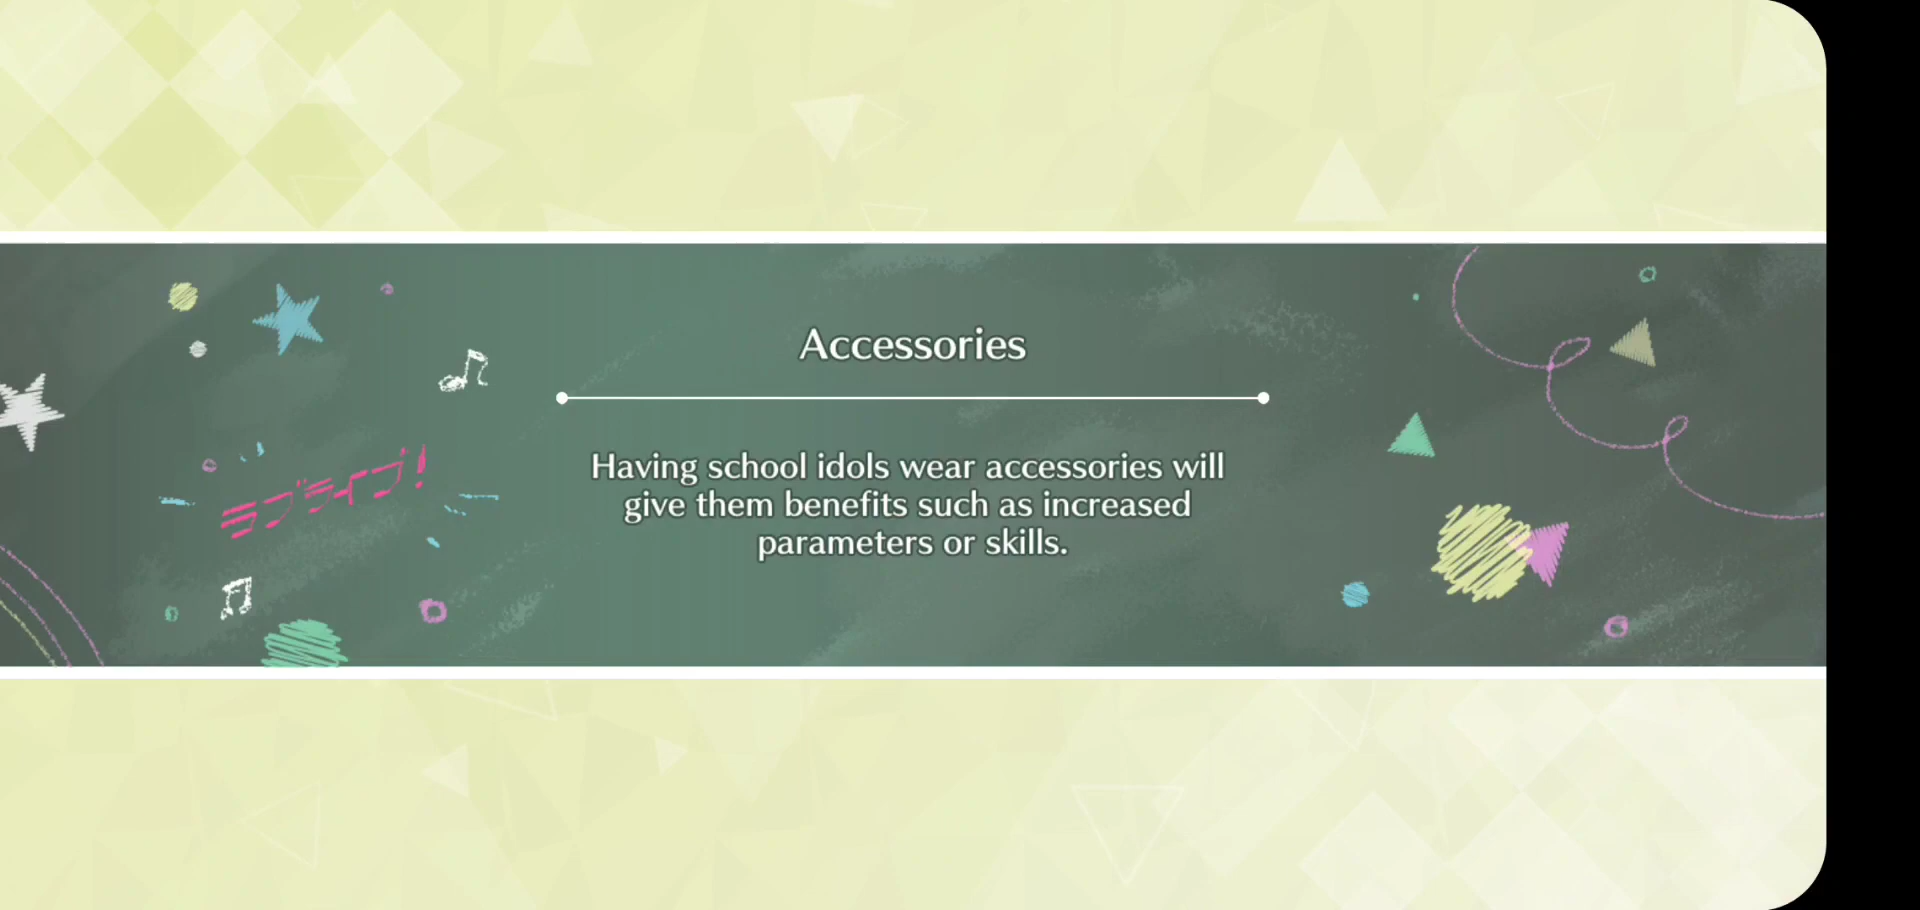 Accessories
Having school idols wear accessories will
give them benefits such as increased
parameters or skills.
ラブライブ!